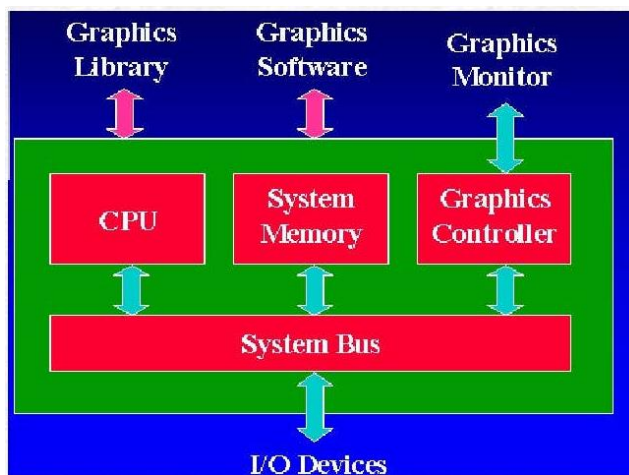 Graphics
Library
Graphics
Software
Graphics
Monitor
CPU
System
Memory
Graphics
Controller
System Bus
I/O Devices